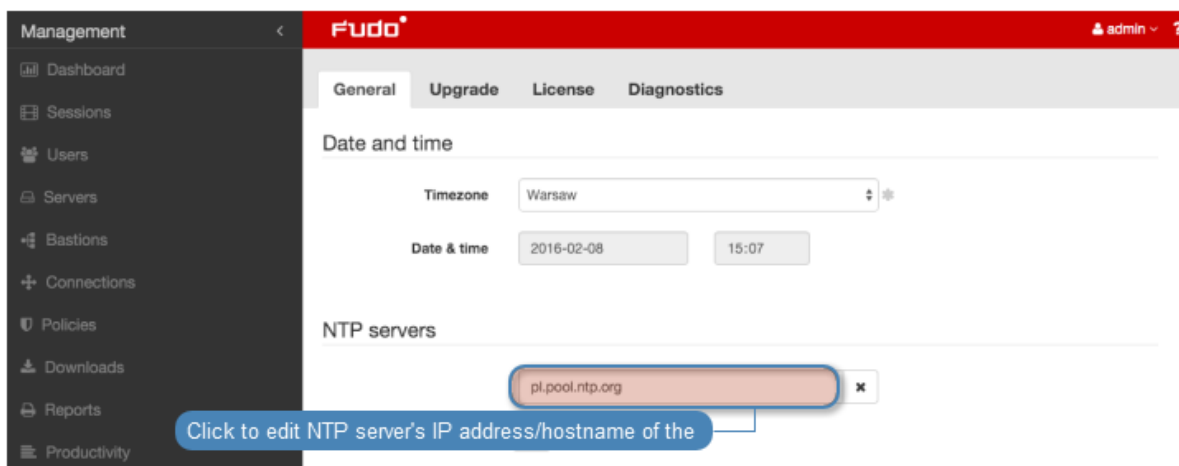 Management
FUDO
admin
?
Dashboard
Sessions
Users
Servers
Bastions
Connections
Policies
Downloads
Reports
Productivity
General Upgrade License Diagnostics
Date and time
Timezone Warsaw
Date & time 2016-02-08 15:07
NTP servers
pl.pool.ntp.org
Click to edit NTP server's IP address/hostname of the